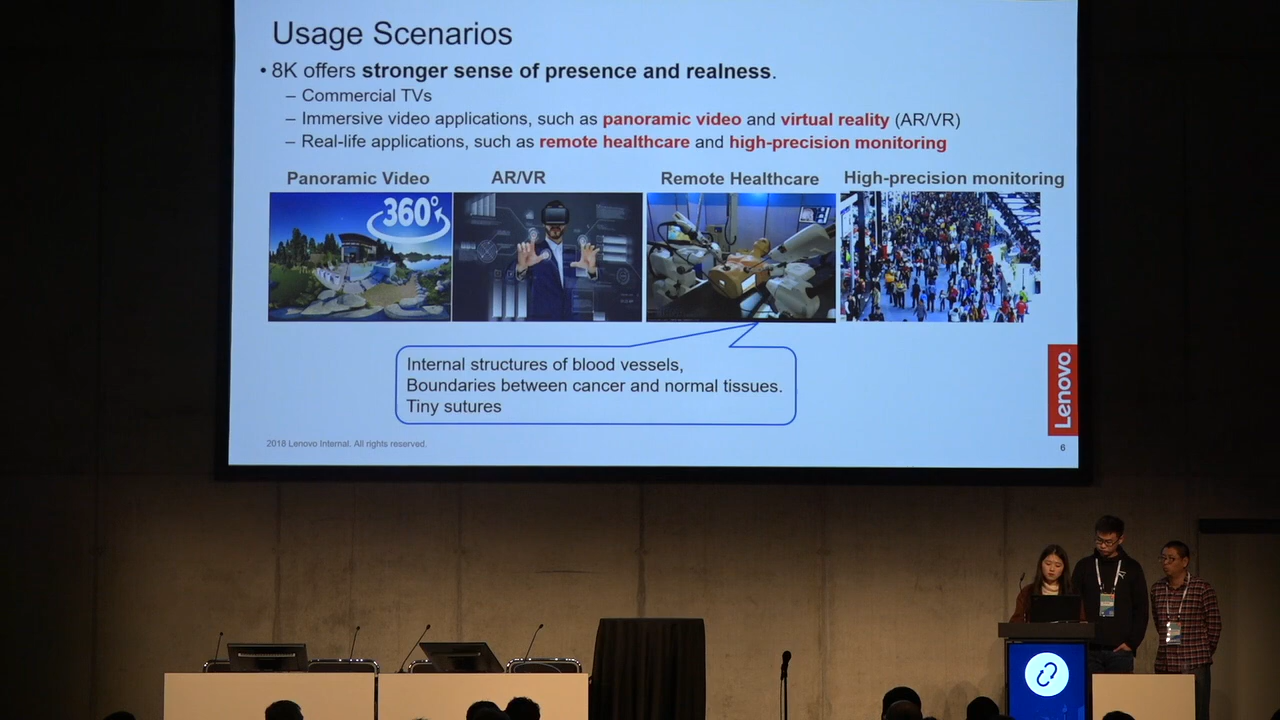 Usage Scenarios
• 8K offers stronger sense of presence and realness.
– Commercial TVs
– Immersive video applications, such as panoramic video and virtual reality (AR/VR)
– Real-life applications, such as remote healthcare and high-precision monitoring
Panoramic Video AR/VR Remote Healthcare High-precision monitoring
360°
Internal structures of blood vessels,
Boundaries between cancer and normal tissues.
Tiny sutures
Lenovo
2018 Lenovo Internal. All rights reserved.
6